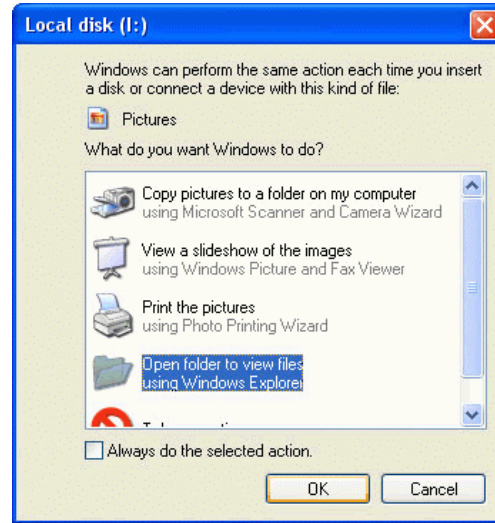 Local disk (I:)
Windows can perform the same action each time you insert
a disk or connect a device with this kind of file:
Pictures
What do you want Windows to do?
Copy pictures to a folder on my computer
using Microsoft Scanner and Camera Wizard
View a slideshow of the images
using Windows Picture and Fax Viewer
Print the pictures
using Photo Printing Wizard
Open folder to view files
using Windows Explorer
Always do the selected action.
OK
Cancel